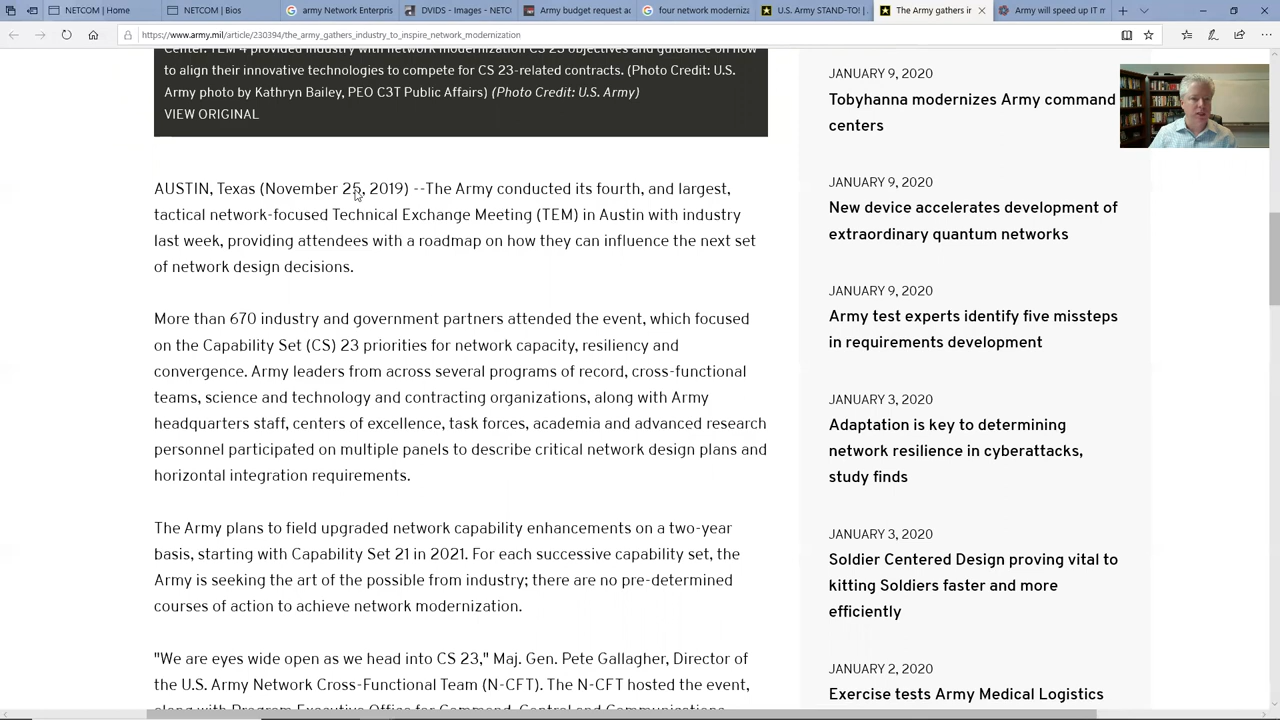 NETCOM | Home
NETCOM | Bios
army Network Enterpris
DVIDS - Images - NET
Army budget request ad
four network moderniz
U.S. Army STAND-TO! |
The Army gathers in
Army will speed up IT m
https://www.army.mil/article/230394/the_army_gathers_industry_to_inspire_network_modernization
Center. TEM 4 provided industry with network modernization CS 23 objectives and guidance on how
to align their innovative technologies to compete for CS 23-related contracts. (Photo Credit: U.S.
Army photo by Kathryn Bailey, PEO C3T Public Affairs) (Photo Credit: U.S. Army)
VIEW ORIGINAL
AUSTIN, Texas (November 25, 2019) --The Army conducted its fourth, and largest,
tactical network-focused Technical Exchange Meeting (TEM) in Austin with industry
last week, providing attendees with a roadmap on how they can influence the next set
of network design decisions.
More than 670 industry and government partners attended the event, which focused
on the Capability Set (CS) 23 priorities for network capacity, resiliency and
convergence. Army leaders from across several programs of record, cross-functional
teams, science and technology and contracting organizations, along with Army
headquarters staff, centers of excellence, task forces, academia and advanced research
personnel participated on multiple panels to describe critical network design plans and
horizontal integration requirements.
The Army plans to field upgraded network capability enhancements on a two-year
basis, starting with Capability Set 21 in 2021. For each successive capability set, the
Army is seeking the art of the possible from industry; there are no pre-determined
courses of action to achieve network modernization.
"We are eyes wide open as we head into CS 23," Maj. Gen. Pete Gallagher, Director of
the U.S. Army Network Cross-Functional Team (N-CFT). The N-CFT hosted the event,
along with Program Executive Office for Command, Control and Communications
JANUARY 9, 2020
Tobyhanna modernizes Army command
centers
JANUARY 9, 2020
New device accelerates development of
extraordinary quantum networks
JANUARY 9, 2020
Army test experts identify five missteps
in requirements development
JANUARY 3, 2020
Adaptation is key to determining
network resilience in cyberattacks,
study finds
JANUARY 3, 2020
Soldier Centered Design proving vital to
kitting Soldiers faster and more
efficiently
JANUARY 2, 2020
Exercise tests Army Medical Logistics